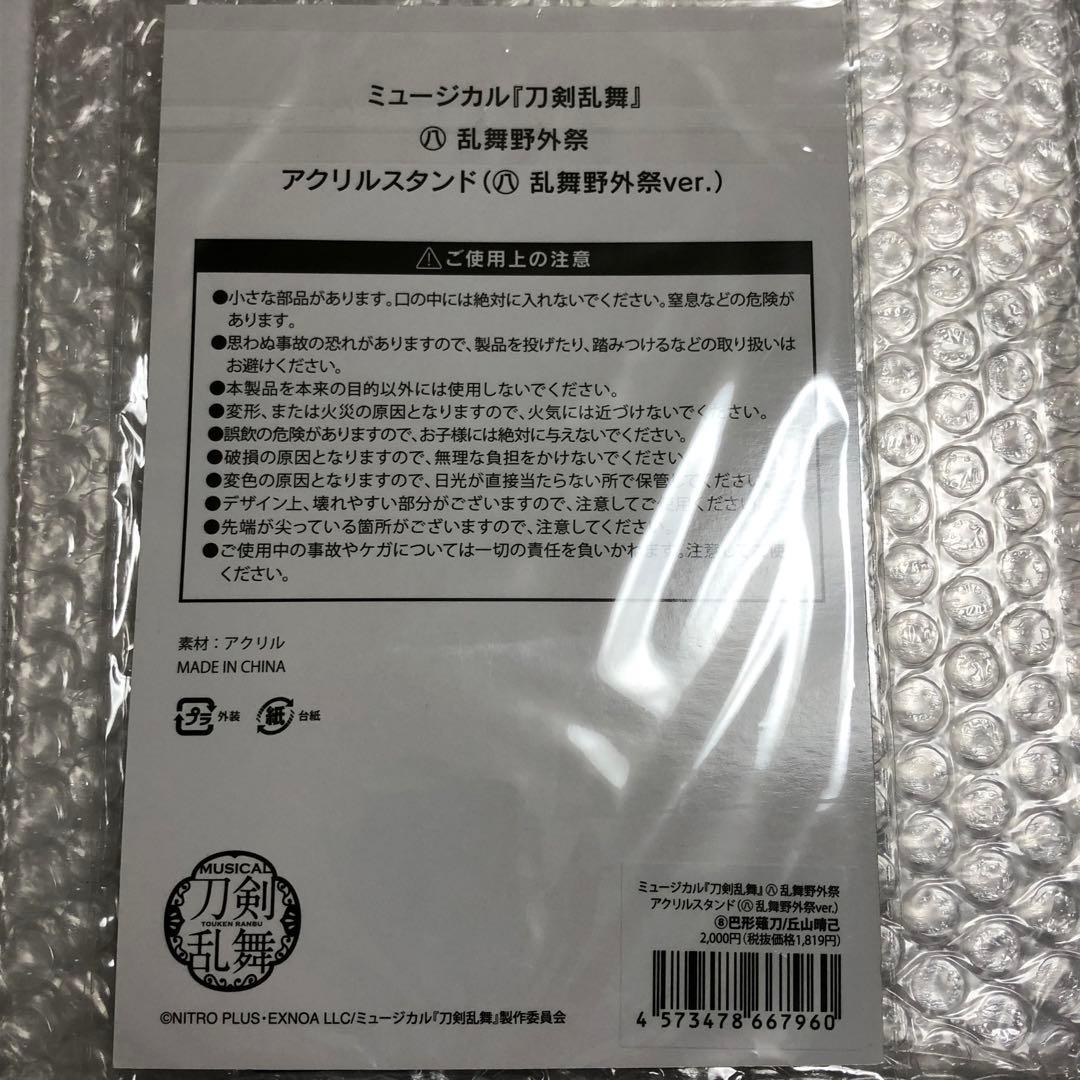 ミュージカル『刀剣乱舞』
㊇ 乱舞野外祭
アクリルスタンド(㊇ 乱舞野外祭ver.)
⚠ご使用上の注意
●小さな部品があります。口の中には絶対に入れないでください。窒息などの危険が
あります。
●思わぬ事故の恐れがありますので、製品を投げたり、踏みつけるなどの取り扱いは
お避けください。
●本製品を本来の目的以外には使用しないでください。
●変形、または火災の原因となりますので、火気には近づけないでください。
●誤飲の危険がありますので、お子様には絶対に与えないでください。
●破損の原因となりますので、無理な負担をかけないでください
●変色の原因となりますので、日光が直接当たらない所で保管してください。
●デザイン上、壊れやすい部分がございますので、注意してご使用ください。
●先端が尖っている箇所がございますので、注意してください。
●ご使用中の事故やケガについては一切の責任を負いかねます。注意して
ください。
素材:アクリル
MADE IN CHINA
プラ 外装 紙 台紙
MUSICAL
刀剣
TOUKEN RANBU
乱舞
©NITRO PLUS・EXNOA LLC/ミュージカル『刀剣乱舞』製作委員会
ミュージカル『刀剣乱舞』 ㊇ 乱舞野外祭
アクリルスタンド(㊇ 乱舞野外祭ver.)
⑧巴形薙刀/丘山晴己
2,000円(税抜価格1,819円)
4 573478 667960